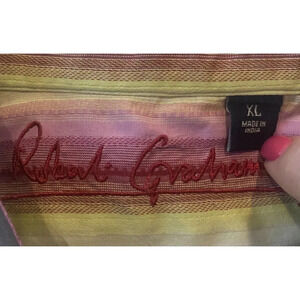 XL
MADE IN
INDIA
Robert Graham